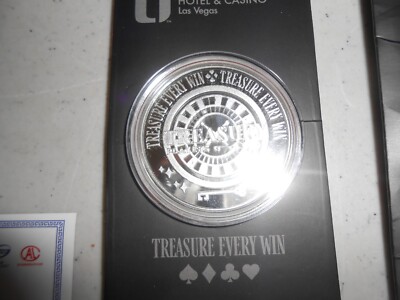 HOTEL & CASINO
Las Vegas
TREASURE EVERY WIN TREASURE EVERY WIN
TREASURE EVERY WIN